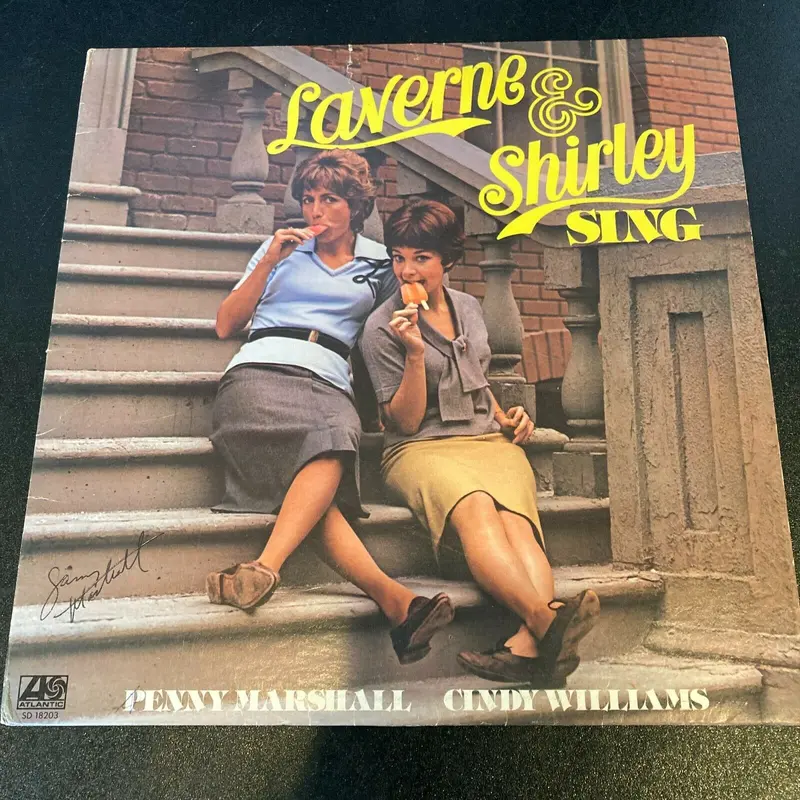 Laverne
&
Shirley
SING
PENNY MARSHALL CINDY WILLIAMS
ATLANTIC
SD 18203